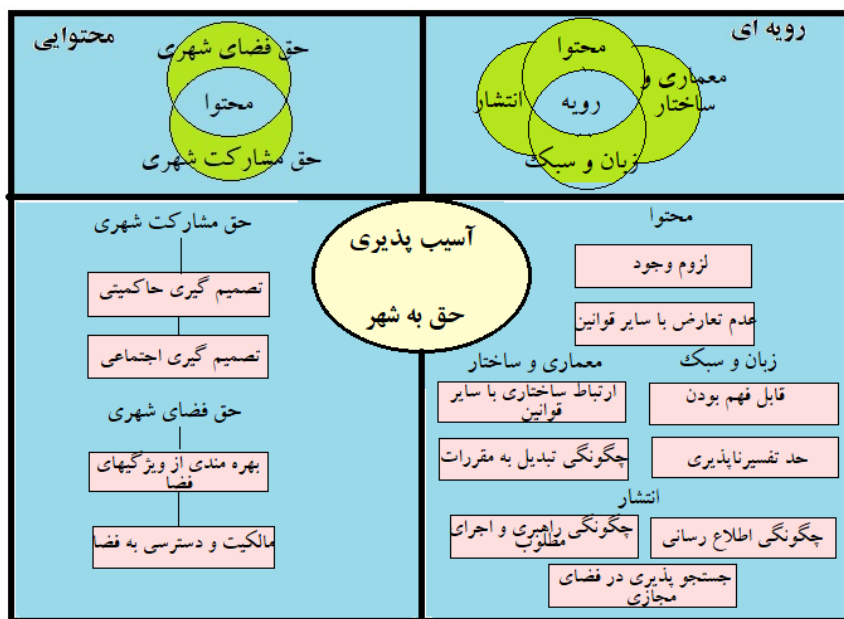 رویه ای
محتوا
معماری و
ساختار
رویه
انتشار
زبان و سبک
محتوایی
حق فضای شهری
محتوا
حق مشارکت شهری
آسیب پذیری
حق به شهر
محتوا
لزوم وجود
عدم تعارض با سایر قوانین
زبان و سبک
قابل فهم بودن
حد تفسیرناپذیری
معماری و ساختار
ارتباط ساختاری با سایر
قوانین
چگونگی تبدیل به مقررات
انتشار
چگونگی اطلاع رسانی
چگونگی راهبری و اجرای
مطلوب
جستجو پذیری در فضای
مجازی
حق مشارکت شهری
تصمیم گیری حاکمیتی
تصمیم گیری اجتماعی
حق فضای شهری
بهره مندی از ویژگیهای
فضا
مالکیت و دسترسی به فضا